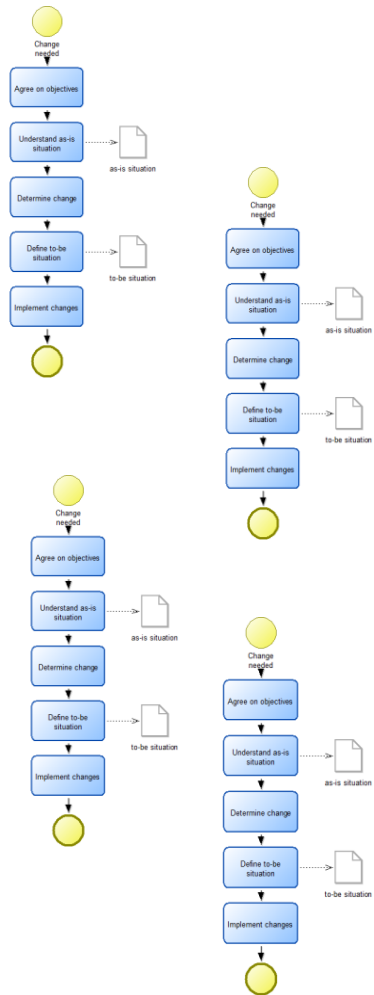 Change
needed
Agree on objectives
Understand as-is
situation
as-is situation
Determine change
Define to-be
situation
to-be situation
Implement changes
Change
needed
Agree on objectives
Understand as-is
situation
as-is situation
Determine change
Define to-be
situation
to-be situation
Implement changes
Change
needed
Agree on objectives
Understand as-is
situation
as-is situation
Determine change
Define to-be
situation
to-be situation
Implement changes
Change
needed
Agree on objectives
Understand as-is
situation
as-is situation
Determine change
Define to-be
situation
to-be situation
Implement changes